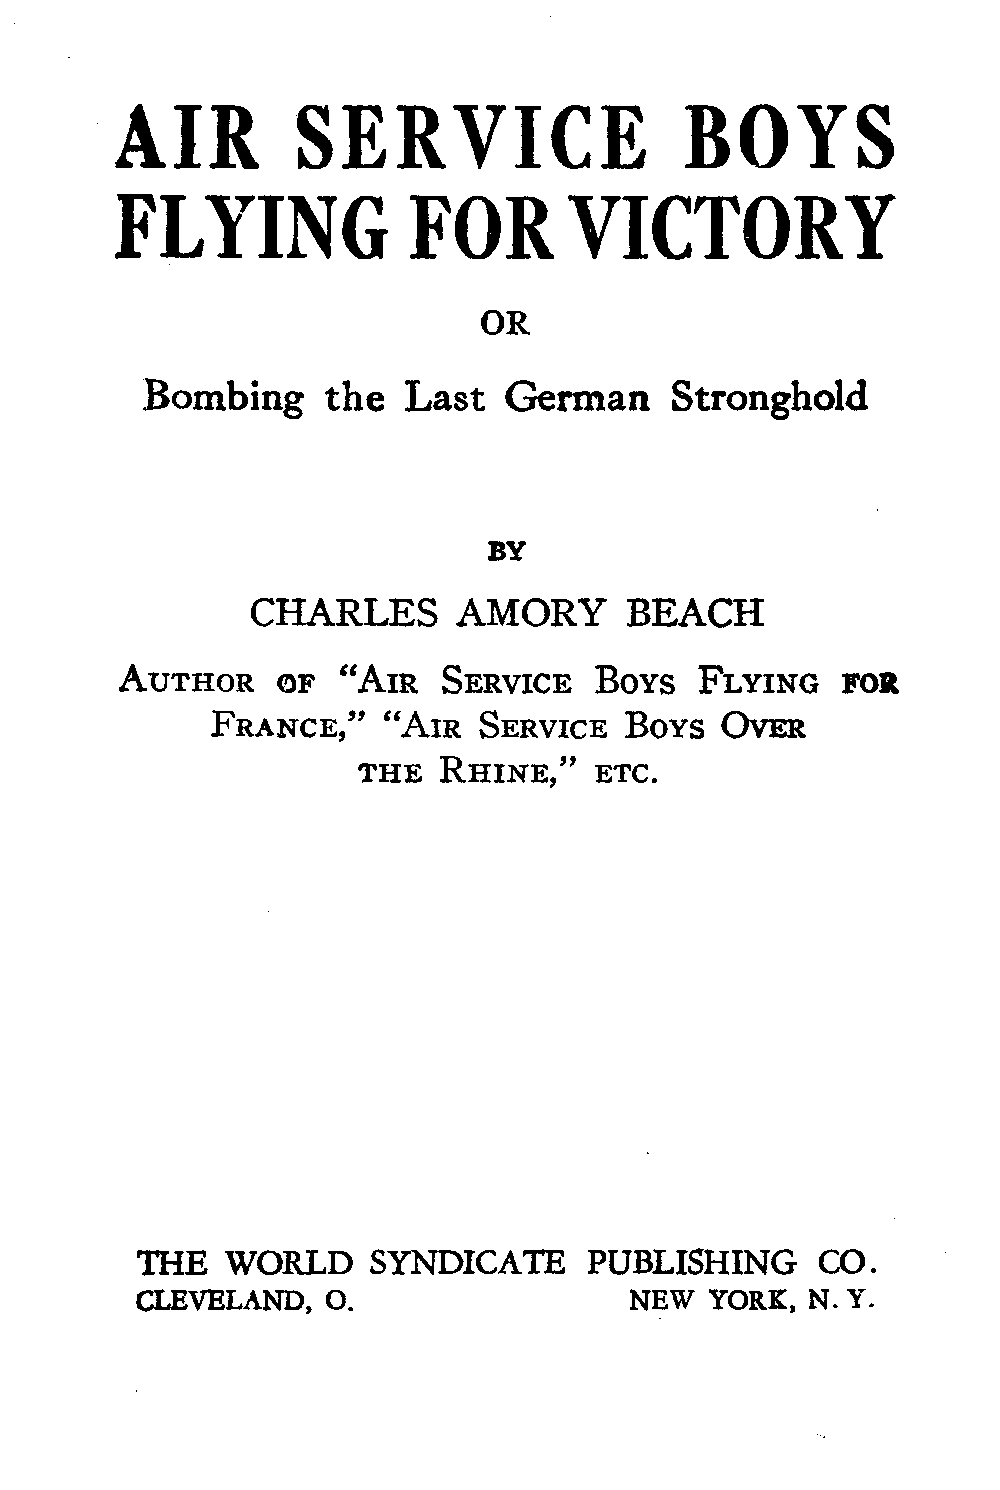 AIR SERVICE BOYS
FLYING FOR VICTORY
OR
Bombing the Last German Stronghold
BY
CHARLES AMORY BEACH
AUTHOR OF “AIR SERVICE BOYS FLYING FOR
FRANCE,” “AIR SERVICE BOYS OVER
THE RHINE,” ETC.
THE WORLD SYNDICATE PUBLISHING CO.
CLEVELAND, O. NEW YORK, N. Y.